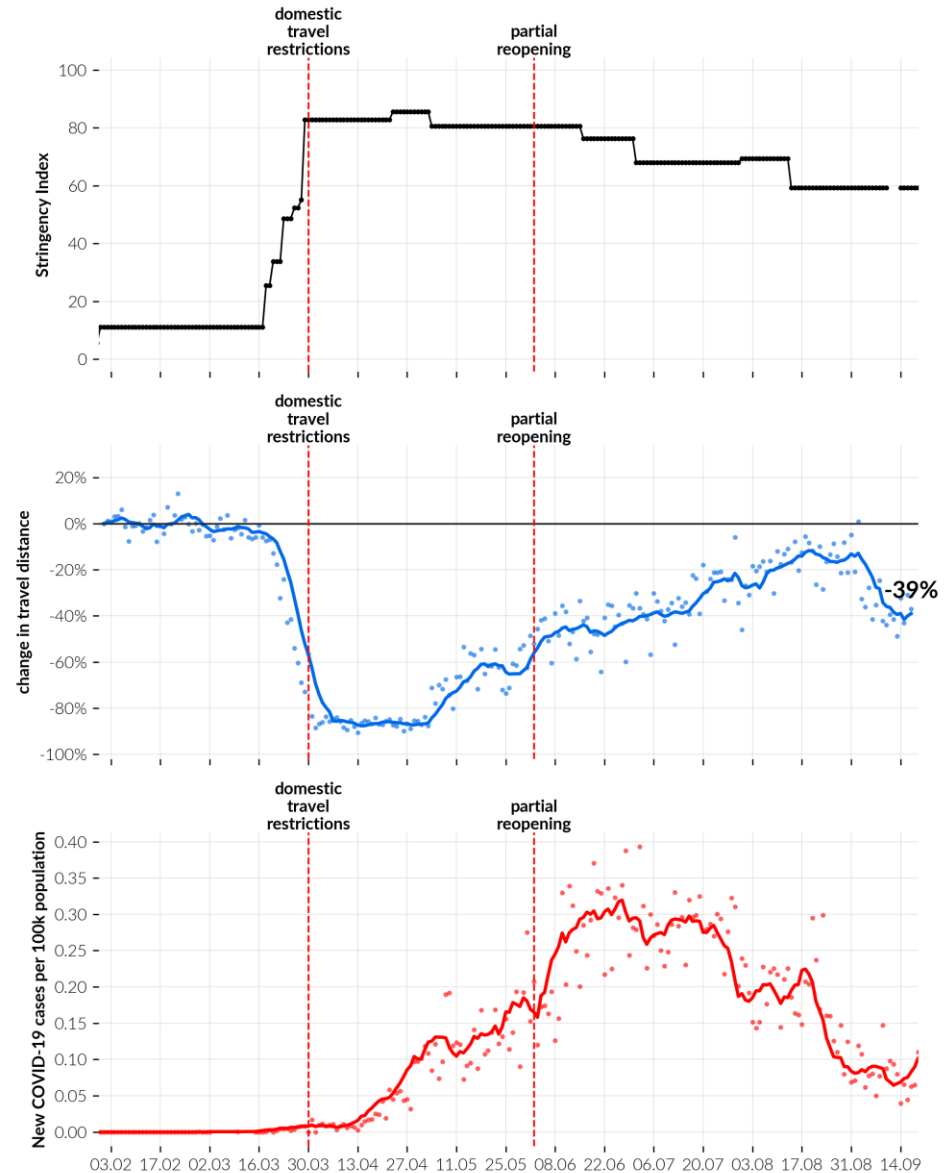 domestic
travel
restrictions
partial
reopening
100
80
60
40
20
0
Stringency Index
domestic
travel
restrictions
partial
reopening
20%
0%
-20%
-40%
-60%
-80%
-100%
change in travel distance
-39%
domestic
travel
restrictions
partial
reopening
0.40
0.35
0.30
0.25
0.20
0.15
0.10
0.05
0.00
New COVID-19 cases per 100k population
03.02 17.02 02.03 16.03 30.03 13.04 27.04 11.05 25.05 08.06 22.06 06.07 20.07 03.08 17.08 31.08 14.09